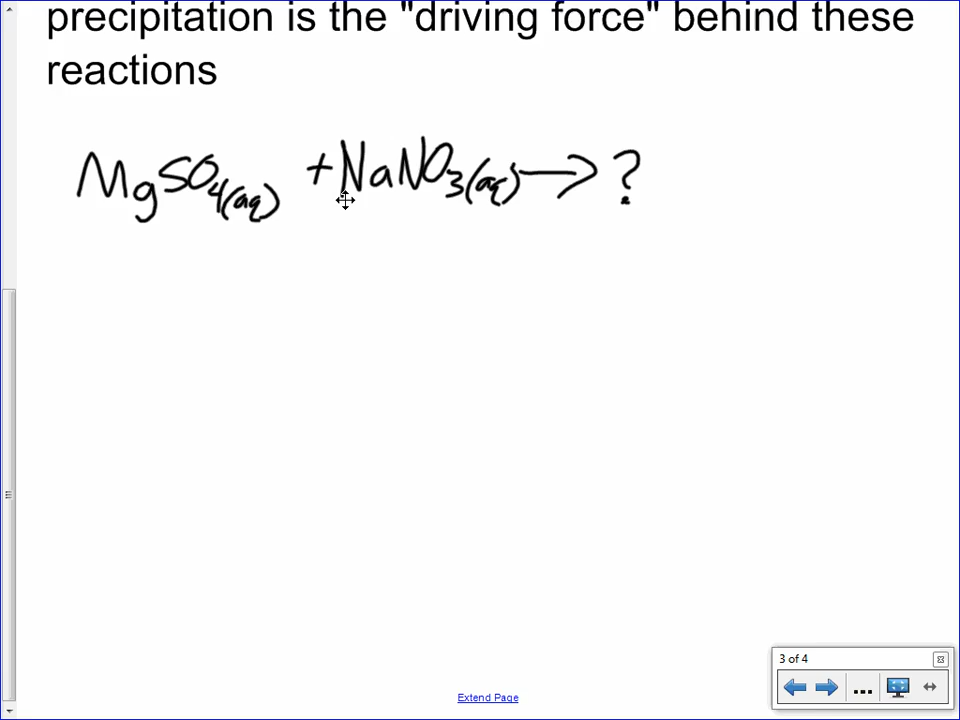 precipitation is the "driving force" behind these
reactions
MgSO₄(aq) + NaNO₃(aq) → ?
3 of 4
...
Extend Page